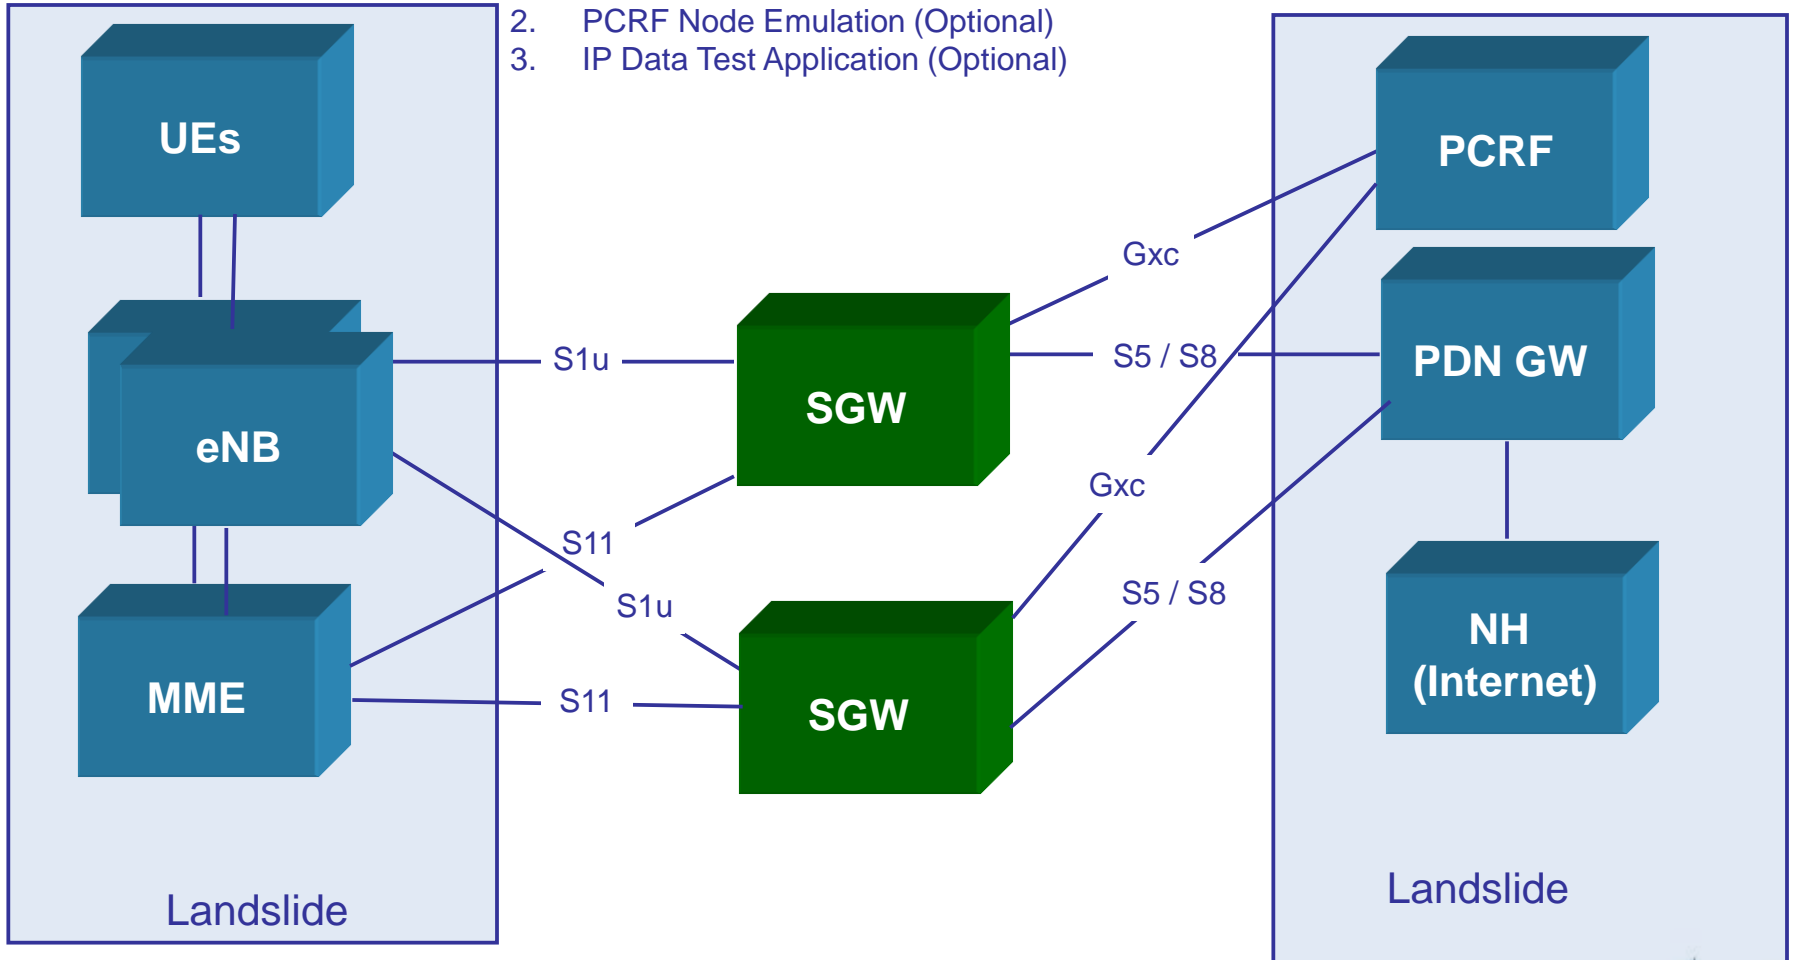 2. PCRF Node Emulation (Optional)
3. IP Data Test Application (Optional)
UEs
PCRF
Gxc
S1u
S5 / S8
PDN GW
SGW
eNB
Gxc
S11
S1u
S5 / S8
NH
(Internet)
MME
S11
SGW
Landslide
Landslide